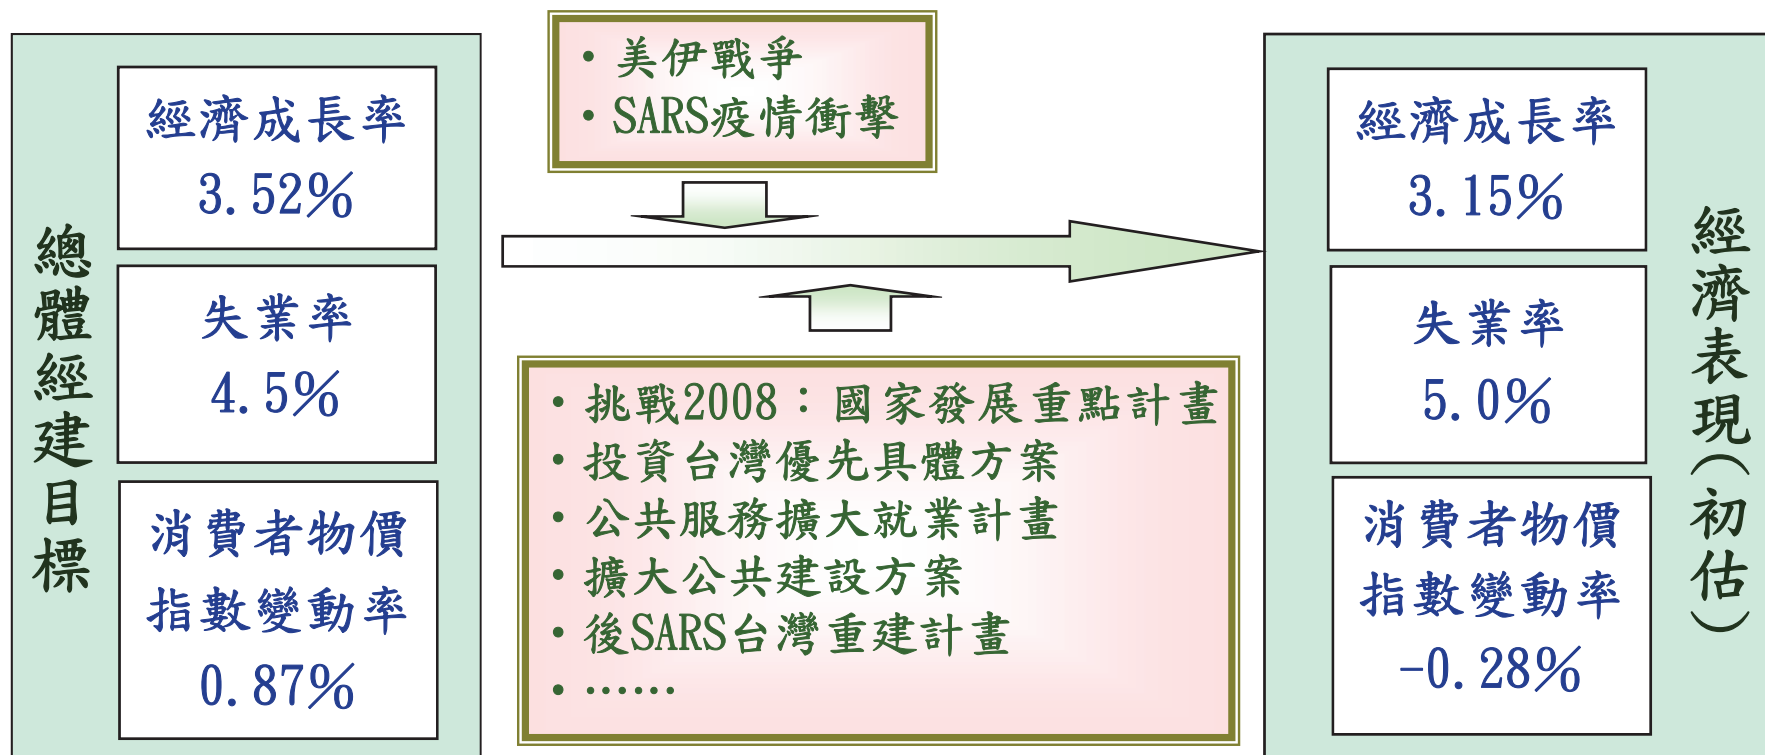 總體經建目標
經濟成長率
3.52%
失業率
4.5%
消費者物價
指數變動率
0.87%
• 美伊戰爭
• SARS疫情衝擊
• 挑戰2008：國家發展重點計畫
• 投資台灣優先具體方案
• 公共服務擴大就業計畫
• 擴大公共建設方案
• 後SARS台灣重建計畫
• ……
經濟成長率
3.15%
失業率
5.0%
消費者物價
指數變動率
-0.28%
經濟表現(初估)